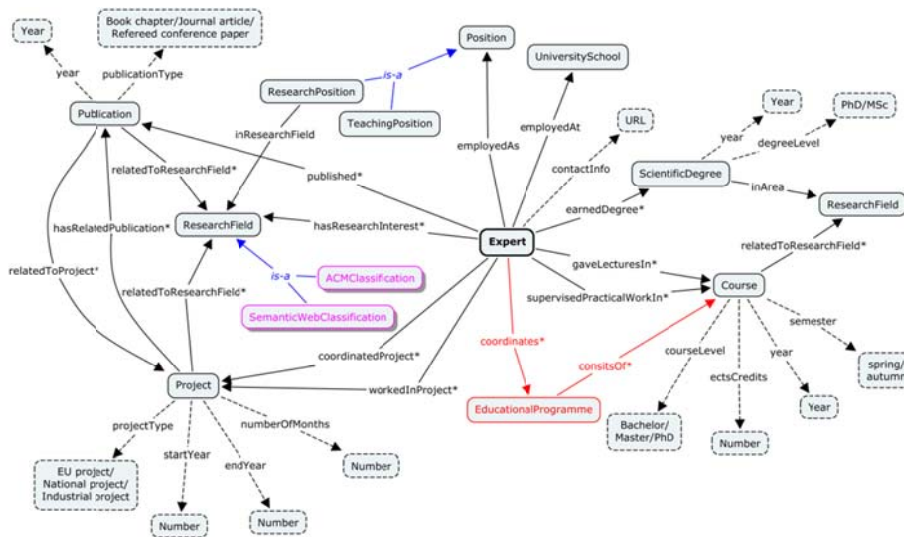 Book chapter/Journal article/
Refereed conference paper
Year
Position
UniversitySchool
year
publicationType
is-a
ResearchPosition
Year
PhD/MSc
Publication
TeachingPosition
URL
inResearchField
year
degreeLevel
employedAs
employedAt
contactInfo
ScientificDegree
relatedToResearchField*
published*
inArea
earnedDegree*
ResearchField
hasRelatedPublication*
ResearchField
hasResearchInterest*
Expert
relatedToResearchField*
gaveLecturesIn*
relatedToProject*
is-a
ACMClassification
relatedToResearchField*
supervisedPracticalWorkIn*
Course
SemanticWebClassification
semester
coordinates*
courseLevel
year
coordinatedProject*
consitsOf*
ectsCredits
spring/
autumn
Project
workedInProject*
EducationalProgramme
Year
projectType
numberOfMonths
Bachelor/
Master/PhD
Number
startYear
endYear
Number
EU project/
National project/
Industrial project
Number
Number